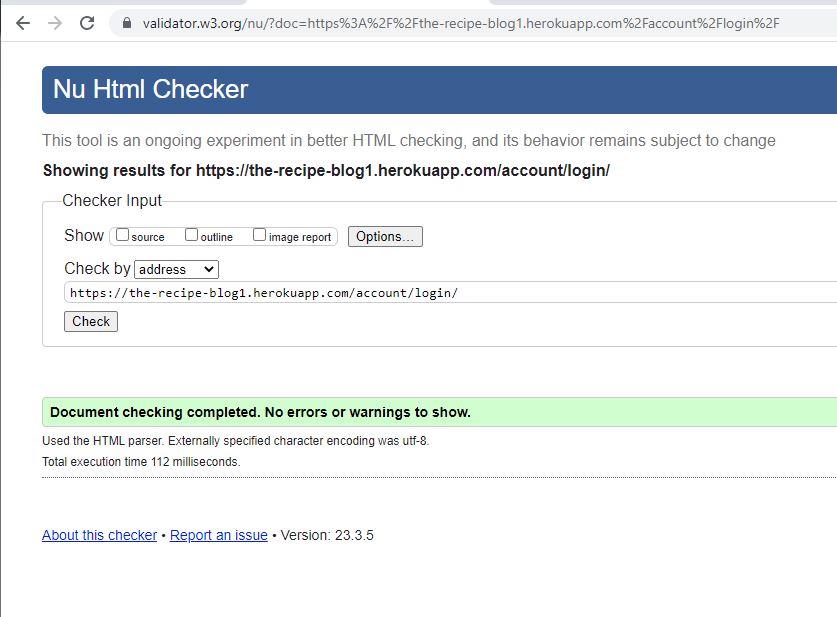 validator.w3.org/nu/?doc=https%3A%2F%2Fthe-recipe-blog1.herokuapp.com%2Faccount%2Flogin%2F
Nu Html Checker
This tool is an ongoing experiment in better HTML checking, and its behavior remains subject to change
Showing results for https://the-recipe-blog1.herokuapp.com/account/login/
Checker Input
Show source outline image report Options...
Check by address
https://the-recipe-blog1.herokuapp.com/account/login/
Check
Document checking completed. No errors or warnings to show.
Used the HTML parser. Externally specified character encoding was utf-8.
Total execution time 112 milliseconds.
About this checker • Report an issue • Version: 23.3.5